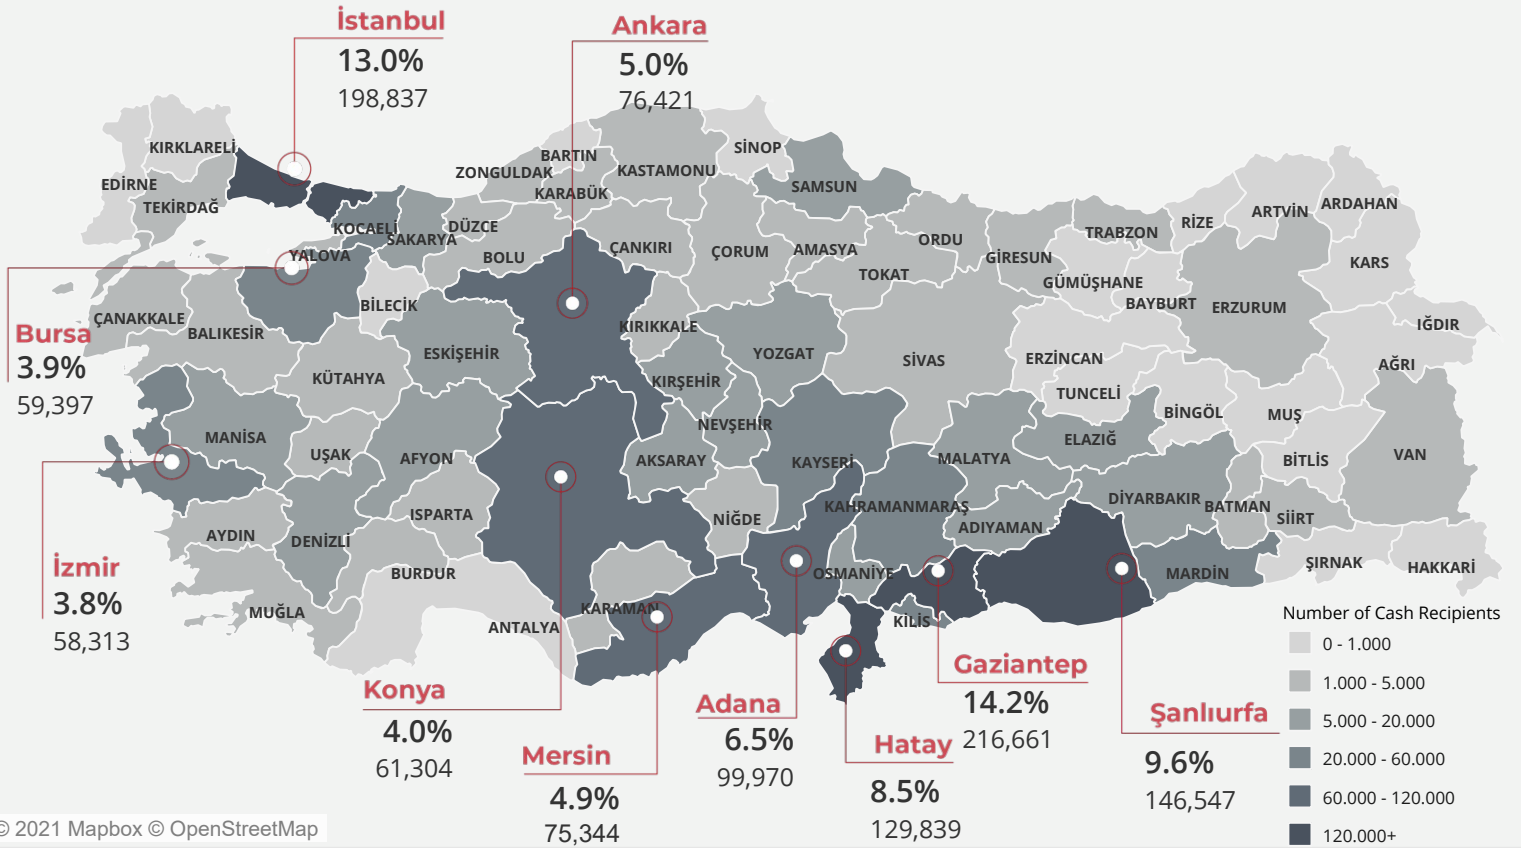 İstanbul
13.0%
198,837
Ankara
5.0%
76,421
KIRKLARELİ
EDİRNE
TEKİRDAĞ
ZONGULDAK
BARTIN
KARABÜK
KASTAMONU
SİNOP
SAMSUN
KOCAELİ
SAKARYA
DÜZCE
YALOVA
BOLU
ÇANKIRI
ÇORUM
AMASYA
ORDU
TOKAT
GİRESUN
TRABZON
RİZE
ARTVİN
ARDAHAN
KARS
GÜMÜŞHANE
BAYBURT
ERZURUM
IĞDIR
AĞRI
BİLECİK
ÇANAKKALE
BALIKESİR
Bursa
3.9%
59,397
KÜTAHYA
ESKİŞEHİR
KIRIKKALE
KIRŞEHİR
YOZGAT
SİVAS
ERZİNCAN
TUNCELİ
BİNGÖL
MUŞ
BİTLİS
VAN
MANİSA
UŞAK
AFYON
NEVŞEHİR
AKSARAY
KAYSERİ
MALATYA
ELAZIĞ
DİYARBAKIR
BATMAN
SİİRT
ŞIRNAK
HAKKARİ
AYDIN
DENİZLİ
ISPARTA
NİĞDE
KAHRAMANMARAŞ
ADIYAMAN
MARDİN
BURDUR
MUĞLA
ANTALYA
KARAMAN
OSMANİYE
KİLİS
İzmir
3.8%
58,313
Konya
4.0%
61,304
Mersin
4.9%
75,344
Adana
6.5%
99,970
Hatay
8.5%
129,839
Gaziantep
14.2%
216,661
Şanlıurfa
9.6%
146,547
Number of Cash Recipients
0 - 1.000
1.000 - 5.000
5.000 - 20.000
20.000 - 60.000
60.000 - 120.000
120.000+
© 2021 Mapbox © OpenStreetMap